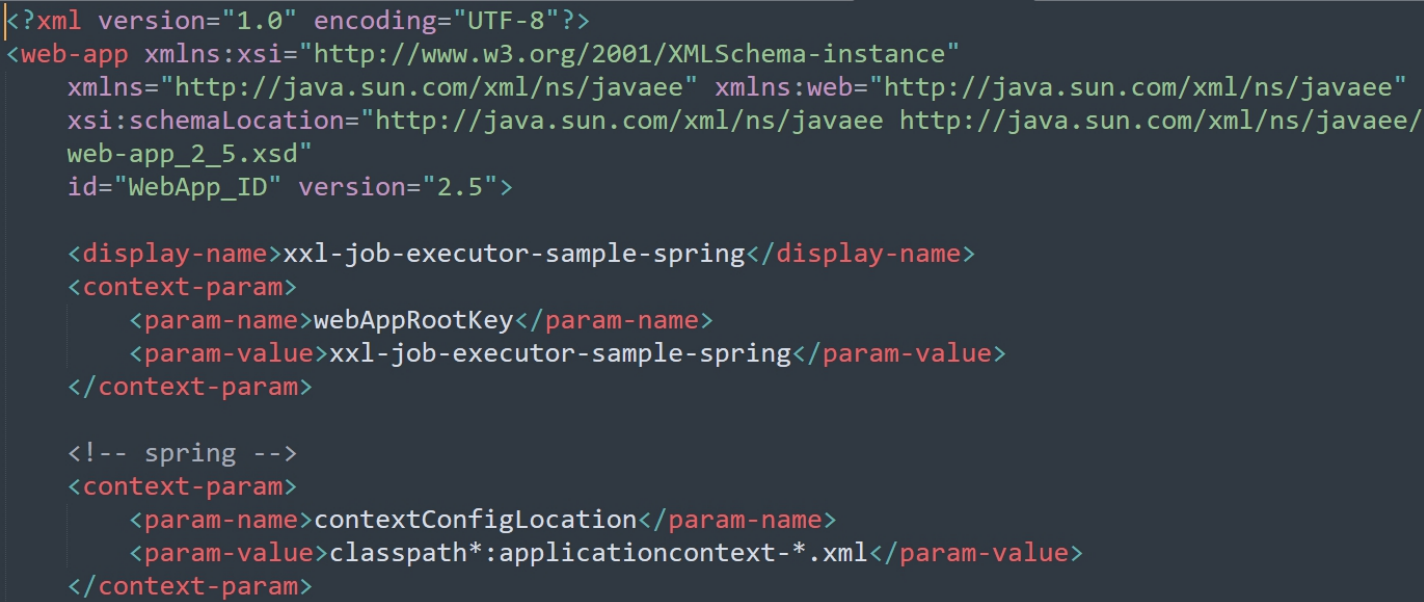 <?xml version="1.0" encoding="UTF-8"?>
<web-app xmlns:xsi="http://www.w3.org/2001/XMLSchema-instance"
    xmlns="http://java.sun.com/xml/ns/javaee" xmlns:web="http://java.sun.com/xml/ns/javaee"
    xsi:schemaLocation="http://java.sun.com/xml/ns/javaee http://java.sun.com/xml/ns/javaee/
    web-app_2_5.xsd"
    id="WebApp_ID" version="2.5">

    <display-name>xxl-job-executor-sample-spring</display-name>
    <context-param>
        <param-name>webAppRootKey</param-name>
        <param-value>xxl-job-executor-sample-spring</param-value>
    </context-param>

    <!-- spring -->
    <context-param>
        <param-name>contextConfigLocation</param-name>
        <param-value>classpath*:applicationcontext-*.xml</param-value>
    </context-param>